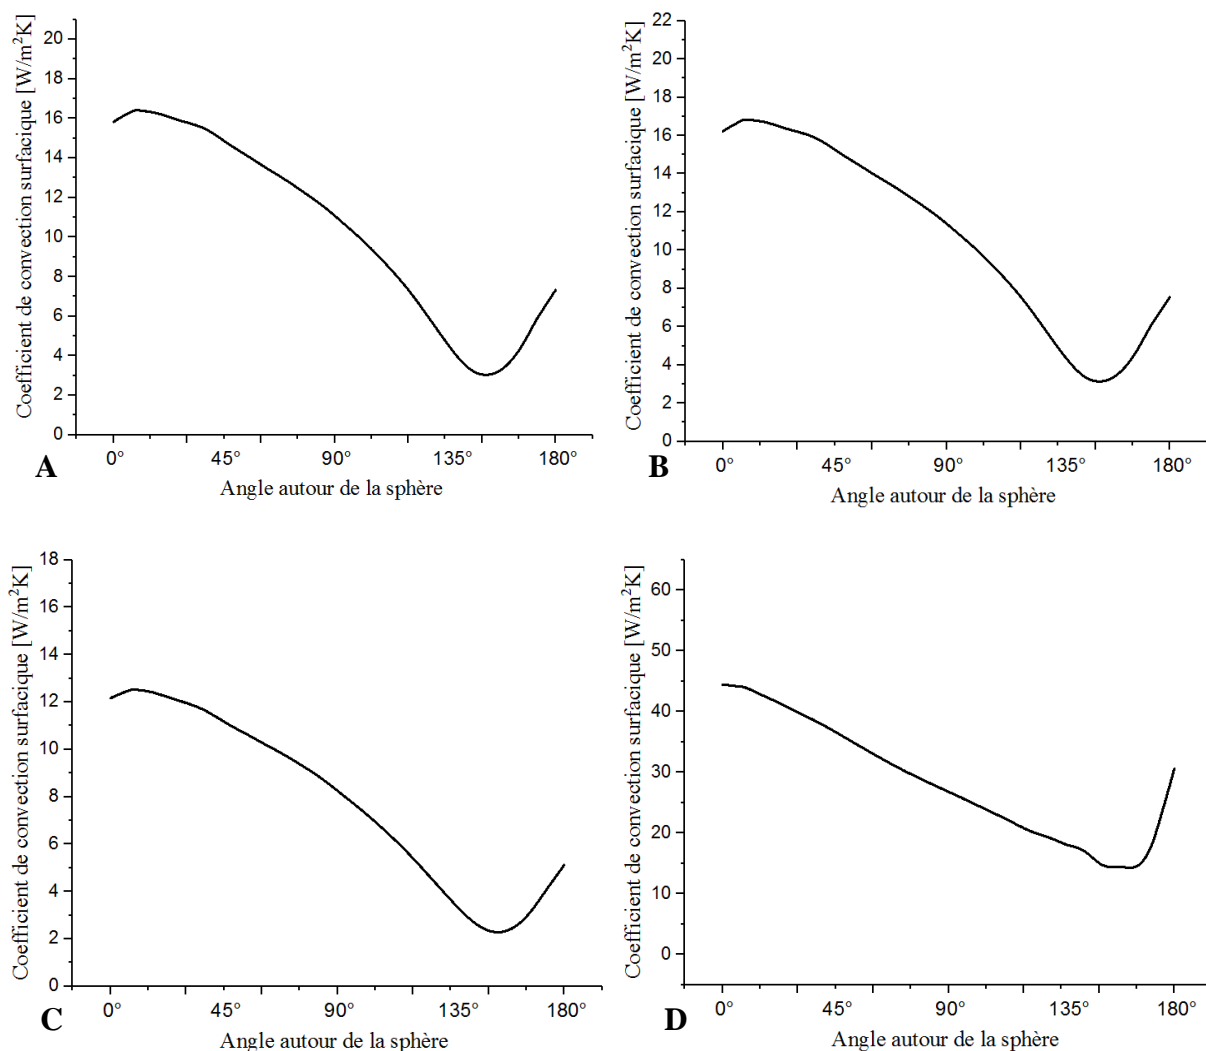 Coefficient de convection surfacique [W/m²K]
20
18
16
14
12
10
8
6
4
2
0
0° 45° 90° 135° 180°
A
Angle autour de la sphère
Coefficient de convection surfacique [W/m²K]
22
20
18
16
14
12
10
8
6
4
2
0
0° 45° 90° 135° 180°
B
Angle autour de la sphère
Coefficient de convection surfacique [W/m²K]
18
16
14
12
10
8
6
4
2
0
0° 45° 90° 135° 180°
C
Angle autour de la sphère
Coefficient de convection surfacique [W/m²K]
60
50
40
30
20
10
0
0° 45° 90° 135° 180°
D
Angle autour de la sphère